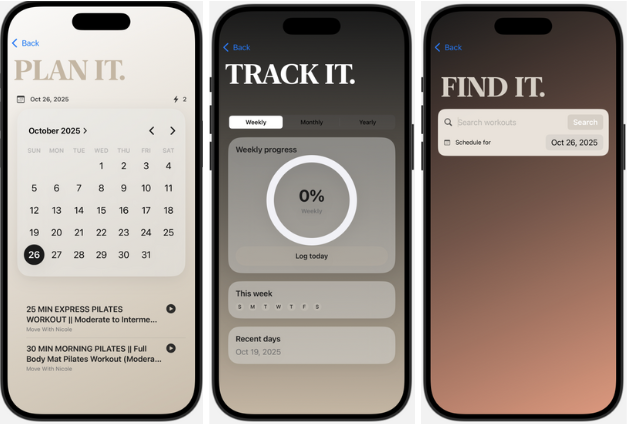 Back
PLAN IT.
Oct 26, 2025
2
October 2025 >
SUN MON TUE WED THU FRI SAT
1 2 3 4
5 6 7 8 9 10 11
12 13 14 15 16 17 18
19 20 21 22 23 24 25
26 27 28 29 30 31
25 MIN EXPRESS PILATES
WORKOUT || Moderate to Interme...
Move With Nicole
30 MIN MORNING PILATES || Full
Body Mat Pilates Workout (Modera...
Move With Nicole
Back
TRACK IT.
Weekly Monthly Yearly
Weekly progress
0%
Weekly
Log today
This week
S M T W T F S
Recent days
Oct 19, 2025
Back
FIND IT.
Search workouts
Search
Schedule for
Oct 26, 2025